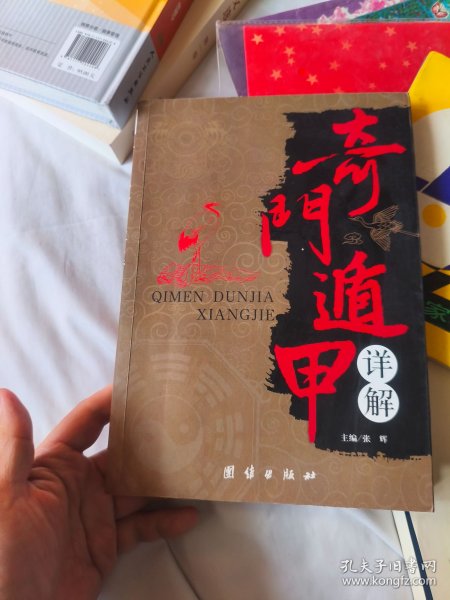 奇門遁甲
详解
QIMEN DUNJIA
XIANGJIE
主编/张 辉
团结出版社
孔夫子旧书网
www.kongfz.com